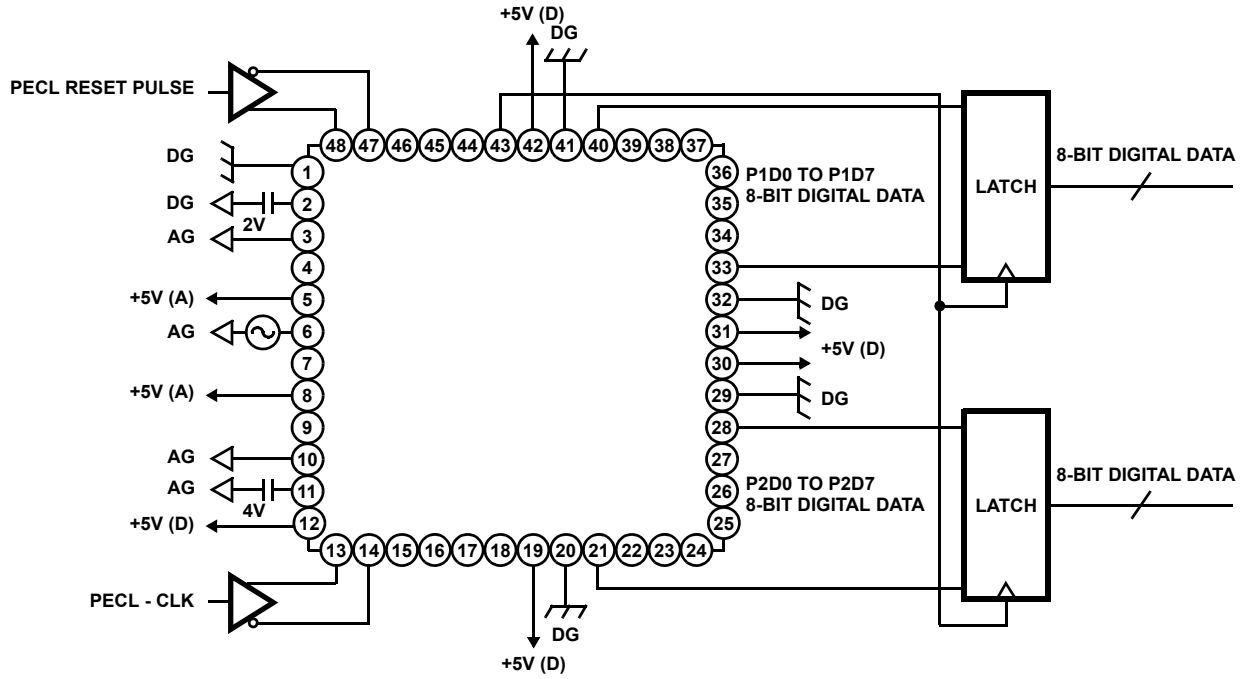 +5V (D)
DG
PECL RESET PULSE
48 47 46 45 44 43 42 41 40 39 38 37
DG
1
DG
2
2V
AG
3
4
+5V (A)
5
AG
6
7
+5V (A)
8
9
AG
10
AG
11
4V
+5V (D)
12
13 14 15 16 17 18 19 20 21 22 23 24
PECL - CLK
DG
+5V (D)
36
P1D0 TO P1D7
8-BIT DIGITAL DATA
35
34
33
32
DG
31
+5V (D)
30
29
DG
28
27
26
P2D0 TO P2D7
8-BIT DIGITAL DATA
25
LATCH
8-BIT DIGITAL DATA
LATCH
8-BIT DIGITAL DATA